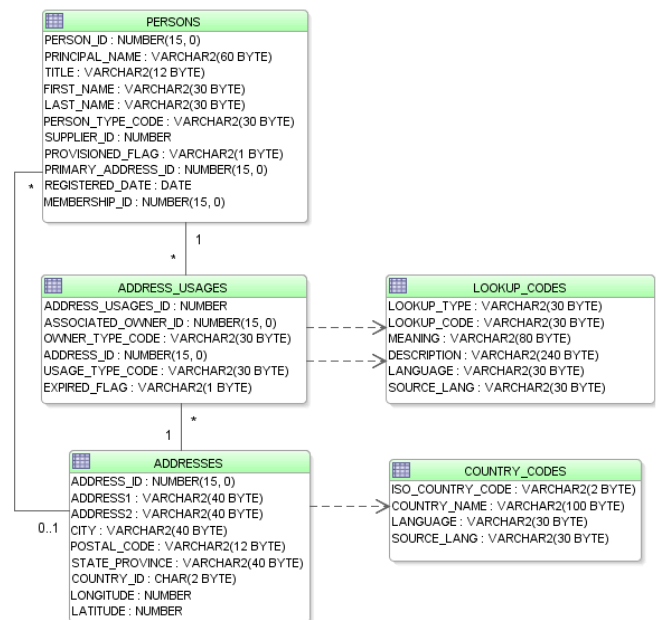 PERSONS
PERSON_ID : NUMBER(15, 0)
PRINCIPAL_NAME : VARCHAR2(60 BYTE)
TITLE : VARCHAR2(12 BYTE)
FIRST_NAME : VARCHAR2(30 BYTE)
LAST_NAME : VARCHAR2(30 BYTE)
PERSON_TYPE_CODE : VARCHAR2(30 BYTE)
SUPPLIER_ID : NUMBER
PROVISIONED_FLAG : VARCHAR2(1 BYTE)
PRIMARY_ADDRESS_ID : NUMBER(15, 0)
REGISTERED_DATE : DATE
MEMBERSHIP_ID : NUMBER(15, 0)
*
1
*
ADDRESS_USAGES
ADDRESS_USAGES_ID : NUMBER
ASSOCIATED_OWNER_ID : NUMBER(15, 0)
OWNER_TYPE_CODE : VARCHAR2(30 BYTE)
ADDRESS_ID : NUMBER(15, 0)
USAGE_TYPE_CODE : VARCHAR2(30 BYTE)
EXPIRED_FLAG : VARCHAR2(1 BYTE)
LOOKUP_CODES
LOOKUP_TYPE : VARCHAR2(30 BYTE)
LOOKUP_CODE : VARCHAR2(30 BYTE)
MEANING : VARCHAR2(80 BYTE)
DESCRIPTION : VARCHAR2(240 BYTE)
LANGUAGE : VARCHAR2(30 BYTE)
SOURCE_LANG : VARCHAR2(30 BYTE)
*
1
ADDRESSES
ADDRESS_ID : NUMBER(15, 0)
ADDRESS1 : VARCHAR2(40 BYTE)
ADDRESS2 : VARCHAR2(40 BYTE)
CITY : VARCHAR2(40 BYTE)
POSTAL_CODE : VARCHAR2(12 BYTE)
STATE_PROVINCE : VARCHAR2(40 BYTE)
COUNTRY_ID : CHAR(2 BYTE)
LONGITUDE : NUMBER
LATITUDE : NUMBER
0..1
COUNTRY_CODES
ISO_COUNTRY_CODE : VARCHAR2(2 BYTE)
COUNTRY_NAME : VARCHAR2(100 BYTE)
LANGUAGE : VARCHAR2(30 BYTE)
SOURCE_LANG : VARCHAR2(30 BYTE)